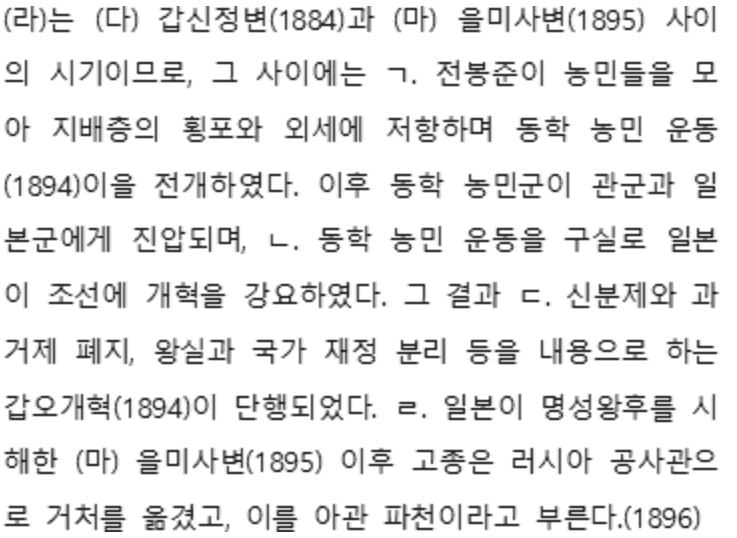 (라)는 (다) 갑신정변(1884)과 (마) 을미사변(1895) 사이
의 시기이므로, 그 사이에는 ㄱ. 전봉준이 농민들을 모
아 지배층의 횡포와 외세에 저항하며 동학 농민 운동
(1894)이을 전개하였다. 이후 동학 농민군이 관군과 일
본군에게 진압되며, ㄴ. 동학 농민 운동을 구실로 일본
이 조선에 개혁을 강요하였다. 그 결과 ㄷ. 신분제와 과
거제 폐지, 왕실과 국가 재정 분리 등을 내용으로 하는
갑오개혁(1894)이 단행되었다. ㄹ. 일본이 명성왕후를 시
해한 (마) 을미사변(1895) 이후 고종은 러시아 공사관으
로 거처를 옮겼고, 이를 아관 파천이라고 부른다.(1896)